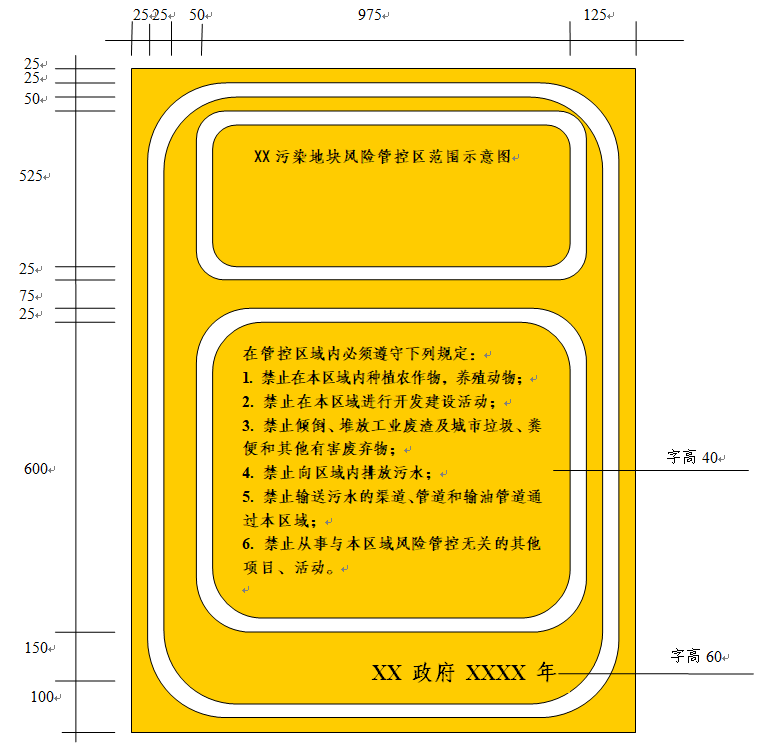 25 25 50 975 125
25
25
50
525
25
75
25
600
150
100
XX 污染地块风险管控区范围示意图
在管控区域内必须遵守下列规定：
1. 禁止在本区域内种植农作物，养殖动物；
2. 禁止在本区域进行开发建设活动；
3. 禁止倾倒、堆放工业废渣及城市垃圾、粪
便和其他有害废弃物；
4. 禁止向区域内排放污水；
5. 禁止输送污水的渠道、管道和输油管道通
过本区域；
6. 禁止从事与本区域风险管控无关的其他
项目、活动。
字高 40
XX 政府 XXXX 年
字高 60